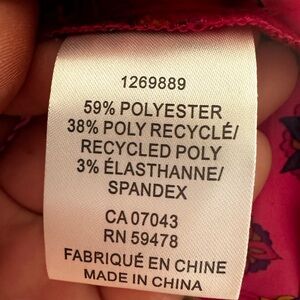 1269889
59% POLYESTER
38% POLY RECYCLÉ/
RECYCLED POLY
3% ÉLASTHANNE/
SPANDEX
CA 07043
RN 59478
FABRIQUÉ EN CHINE
MADE IN CHINA